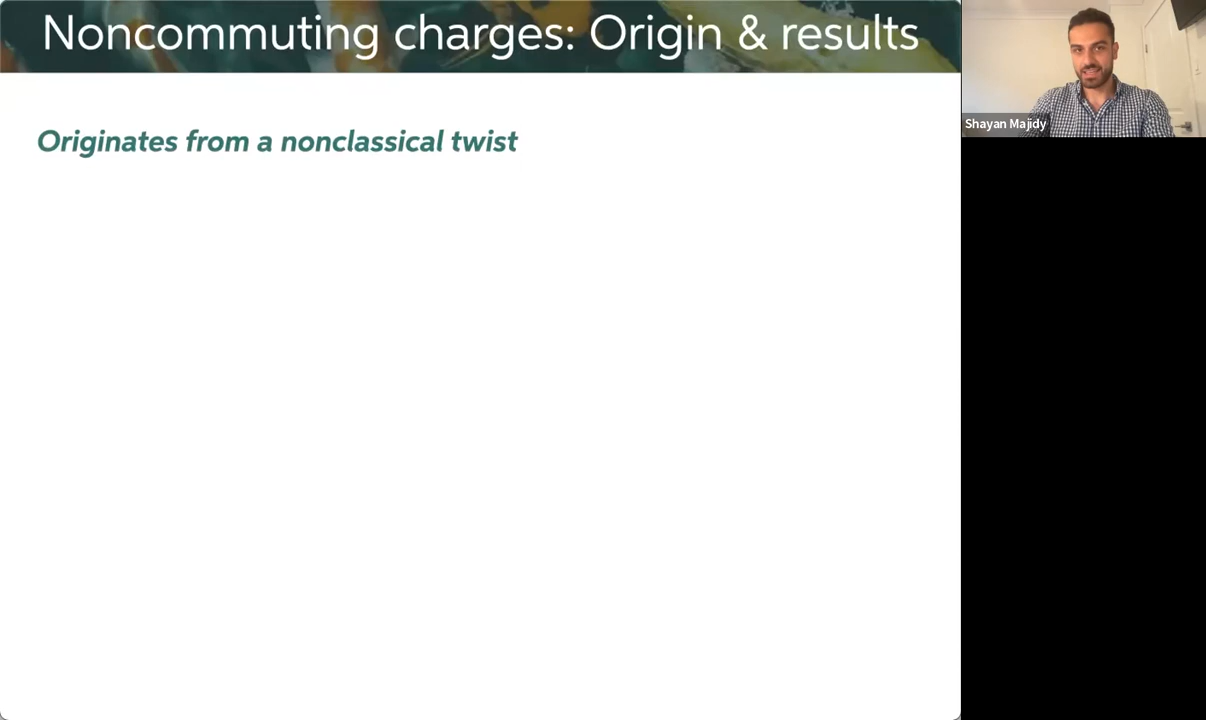 Noncommuting charges: Origin & results
Originates from a nonclassical twist
Shayan Majidy